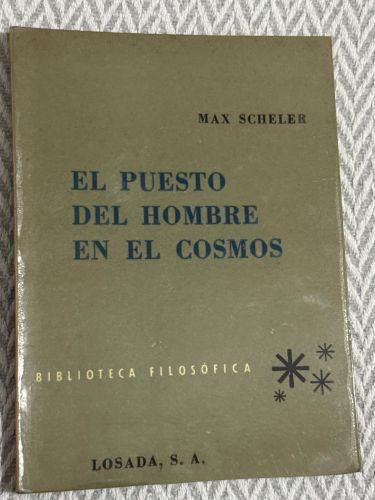 MAX SCHELER
EL PUESTO
DEL HOMBRE
EN EL COSMOS
BIBLIOTECA FILOSÓFICA
LOSADA, S. A.